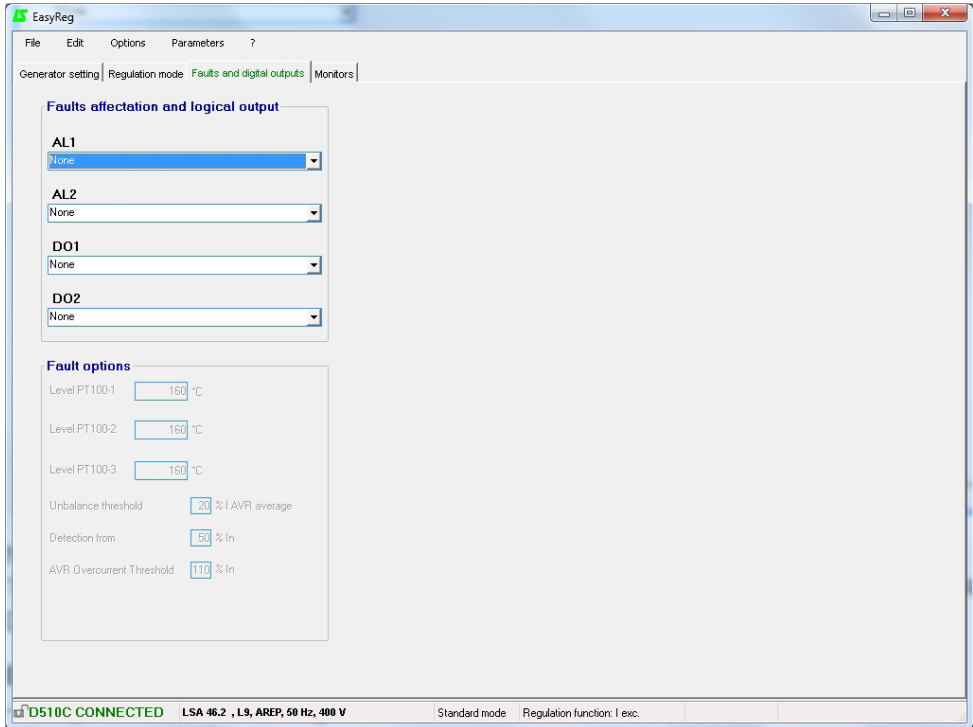 EasyReg
File Edit Options Parameters ?
Generator setting Regulation mode Faults and digital outputs Monitors
Faults affectation and logical output
AL1
None
AL2
None
DO1
None
DO2
None
Fault options
Level PT100-1 160 °C
Level PT100-2 160 °C
Level PT100-3 160 °C
Unbalance threshold 20 % I AVR average
Detection from 50 % In
AVR Overcurrent Threshold 110 % In
D510C CONNECTED LSA 46.2 , L9, AREP, 50 Hz, 400 V Standard mode Regulation function: I exc.